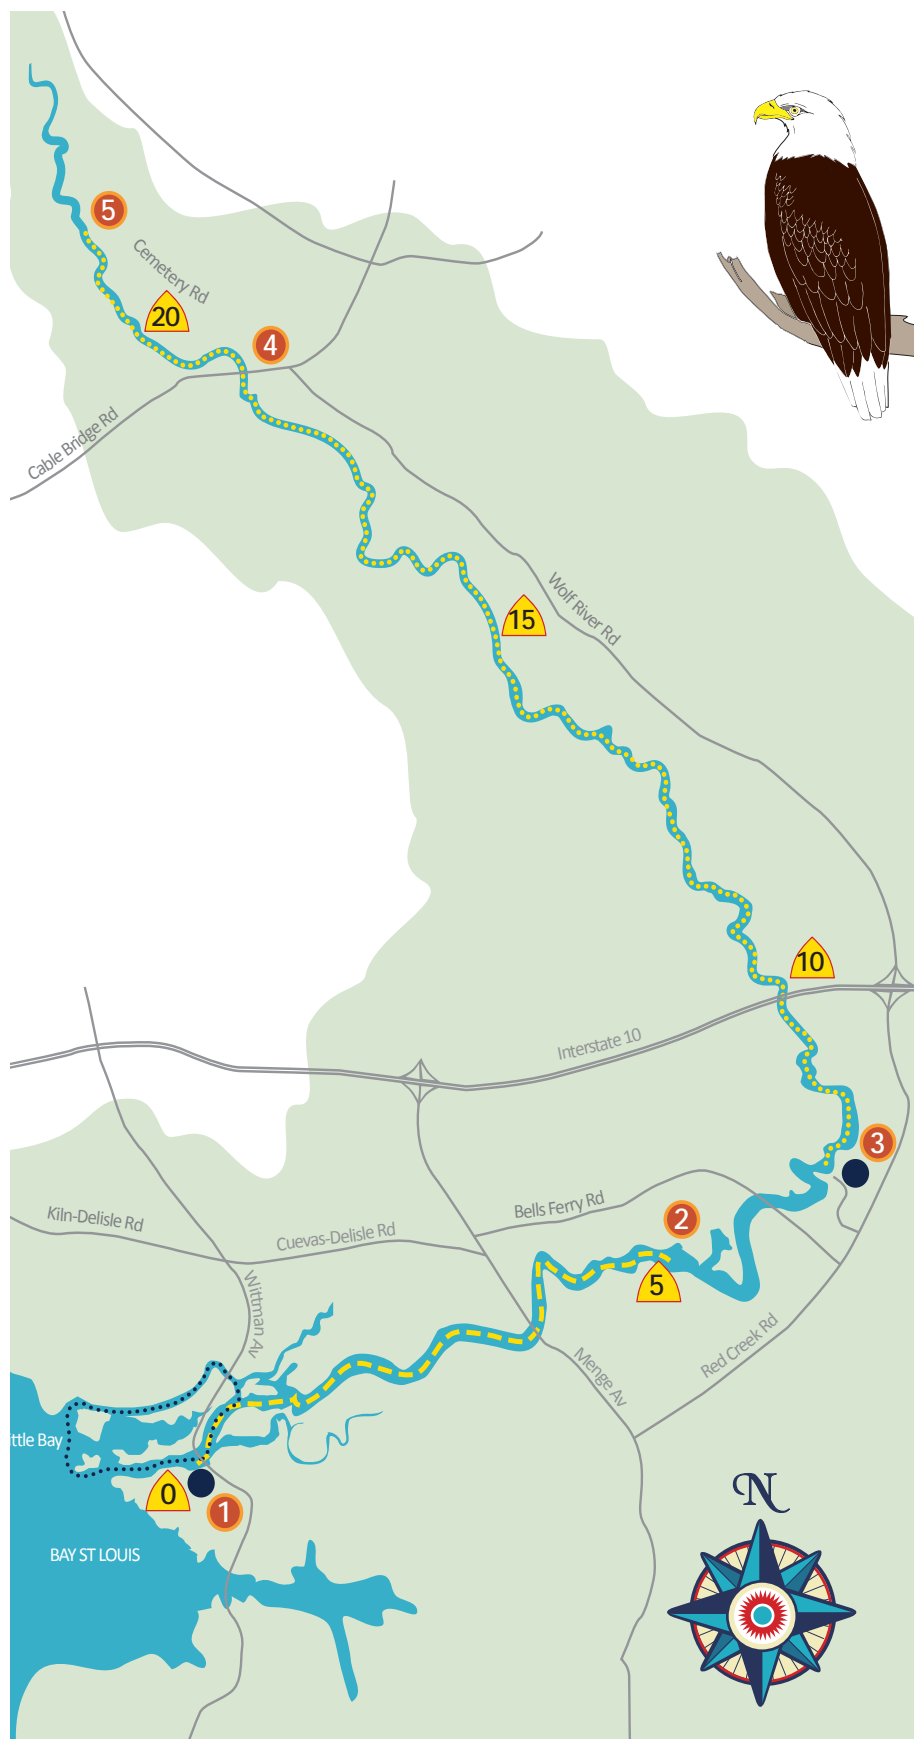 5
Cemetery Rd
20
4
Cable Bridge Rd
Wolf River Rd
15
10
Interstate 10
3
Kiln-Delisle Rd
Cuevas-Delisle Rd
Bells Ferry Rd
2
5
Wittman Av
Menge Av
Red Creek Rd
ittle Bay
0
1
BAY ST LOUIS
N